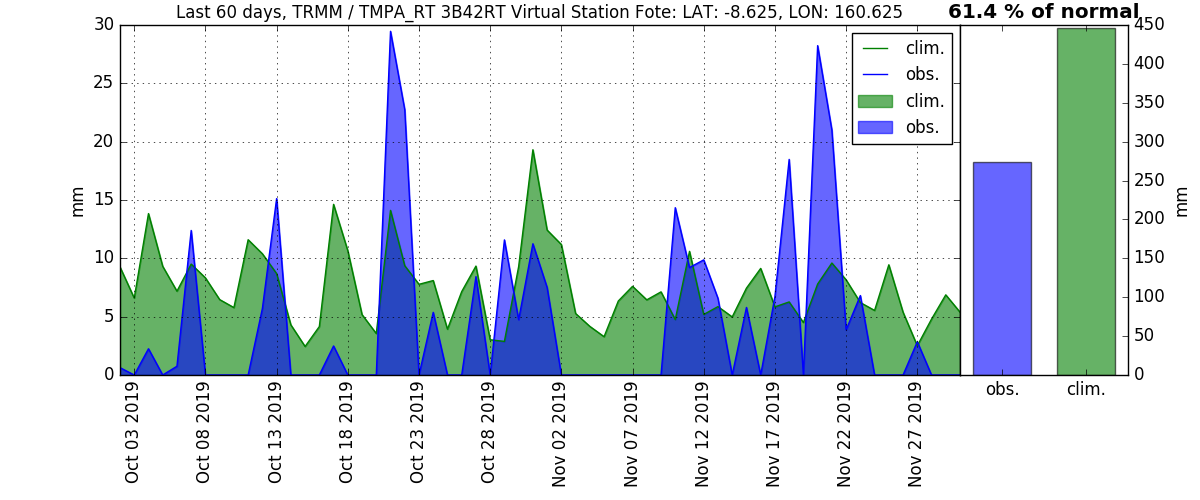 Last 60 days, TRMM / TMPA_RT 3B42RT Virtual Station Fote: LAT: -8.625, LON: 160.625
61.4 % of normal
30
25
20
15
10
5
0
mm
clim.
obs.
clim.
obs.
450
400
350
300
250
200
150
100
50
0
mm
obs.
clim.
Oct 03 2019
Oct 08 2019
Oct 13 2019
Oct 18 2019
Oct 23 2019
Oct 28 2019
Nov 02 2019
Nov 07 2019
Nov 12 2019
Nov 17 2019
Nov 22 2019
Nov 27 2019